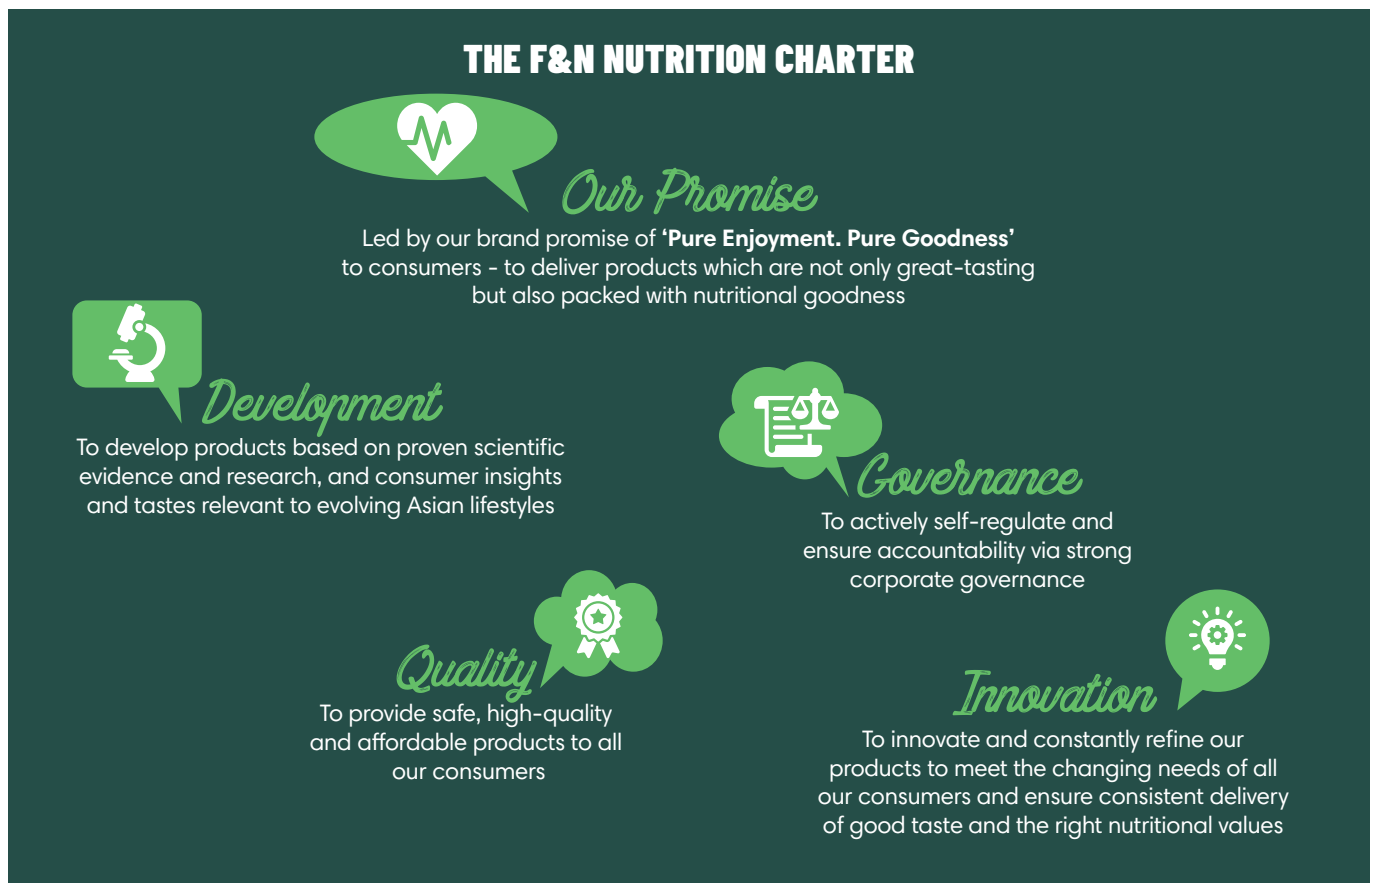 THE F&N NUTRITION CHARTER
Our Promise
Led by our brand promise of ‘Pure Enjoyment. Pure Goodness’
to consumers - to deliver products which are not only great-tasting
but also packed with nutritional goodness
Development
To develop products based on proven scientific
evidence and research, and consumer insights
and tastes relevant to evolving Asian lifestyles
Governance
To actively self-regulate and
ensure accountability via strong
corporate governance
Quality
To provide safe, high-quality
and affordable products to all
our consumers
Innovation
To innovate and constantly refine our
products to meet the changing needs of all
our consumers and ensure consistent delivery
of good taste and the right nutritional values